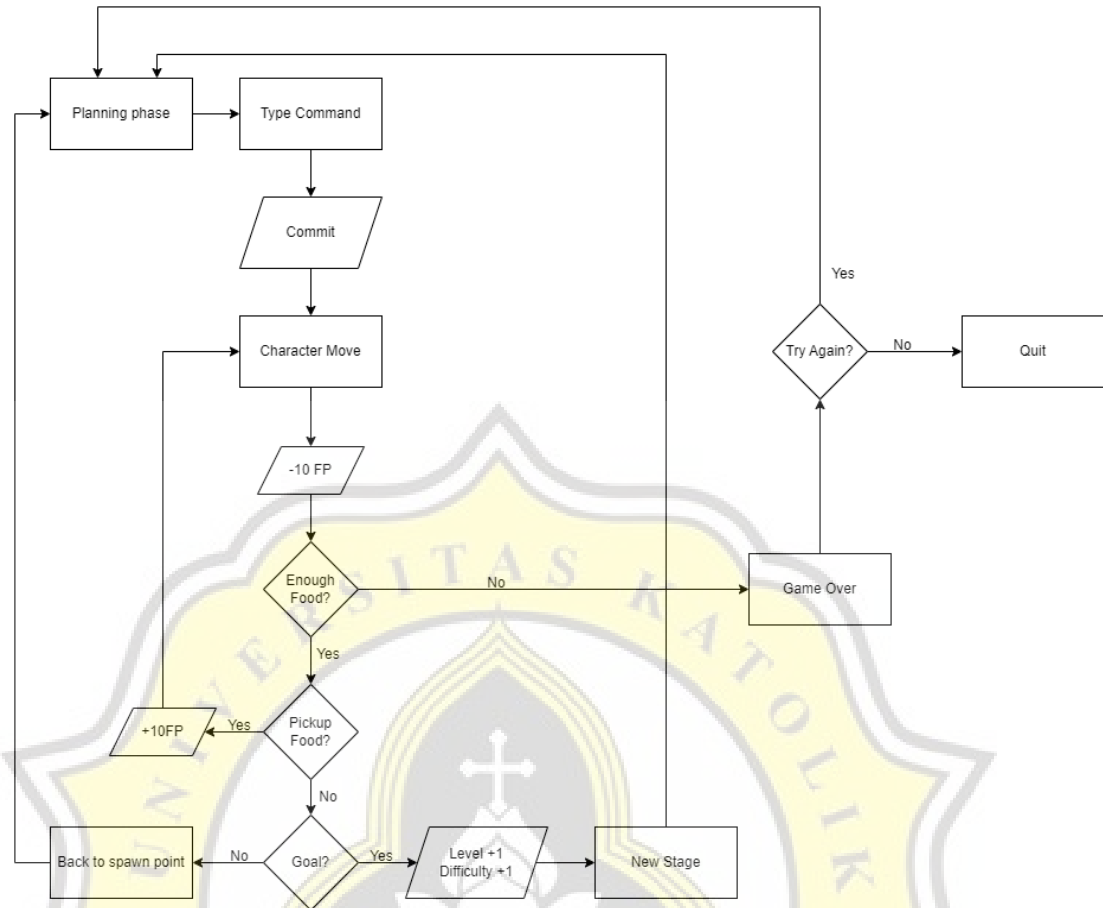 Planning phase
Type Command
Commit
Character Move
Yes
Try Again?
No
Quit
-10 FP
Enough
Food?
No
Game Over
Yes
Pickup
Food?
Yes
+10FP
No
Back to spawn point
No
Goal?
Yes
Level +1
Difficulty +1
New Stage
UNIVERSITAS KATOLIK